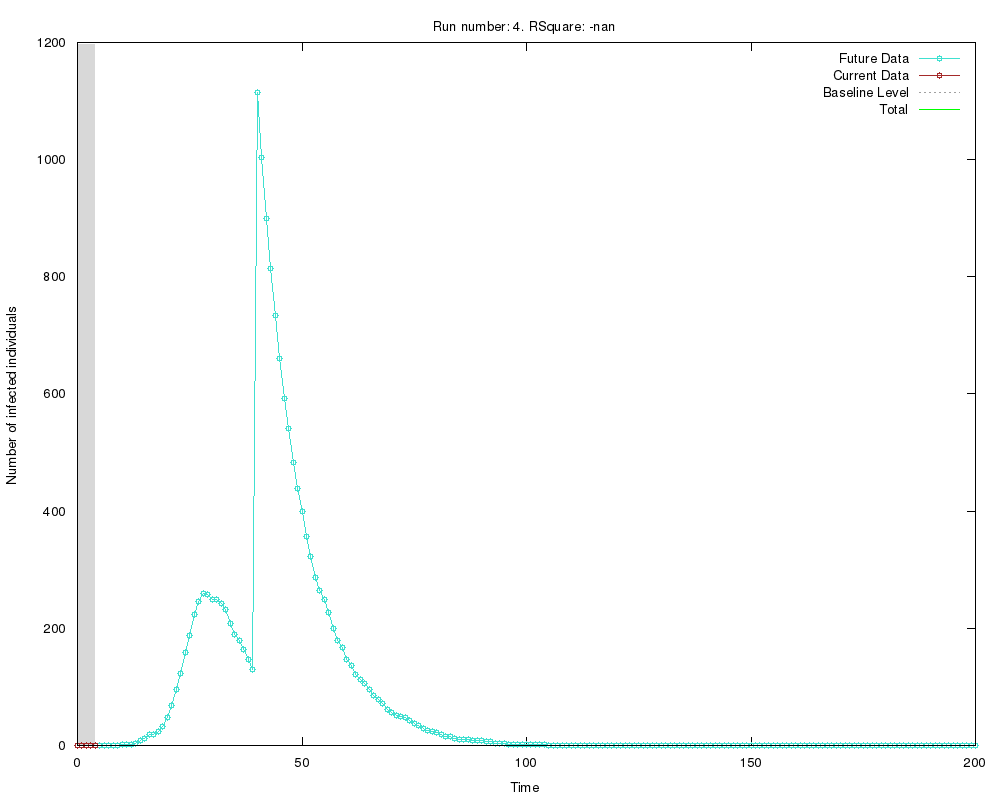 Run number: 4. RSquare: -nan
1200
1000
800
600
400
200
0
Number of infected individuals
Future Data
Current Data
Baseline Level
Total
0 50 100 150 200
Time